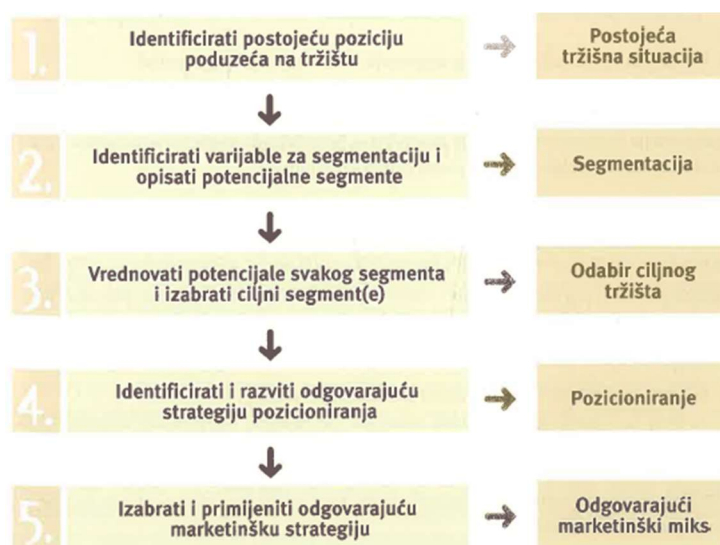 1.
Identificirati postojeću poziciju
poduzeća na tržištu
Postojeća
tržišna situacija
2.
Identificirati varijable za segmentaciju i
opisati potencijalne segmente
Segmentacija
3.
Vrednovati potencijale svakog segmenta
i izabrati ciljni segment(e)
Odabir ciljnog
tržišta
4.
Identificirati i razviti odgovarajuću
strategiju pozicioniranja
Pozicioniranje
5.
Izabrati i primijeniti odgovarajuću
marketinšku strategiju
Odgovarajući
marketinški miks